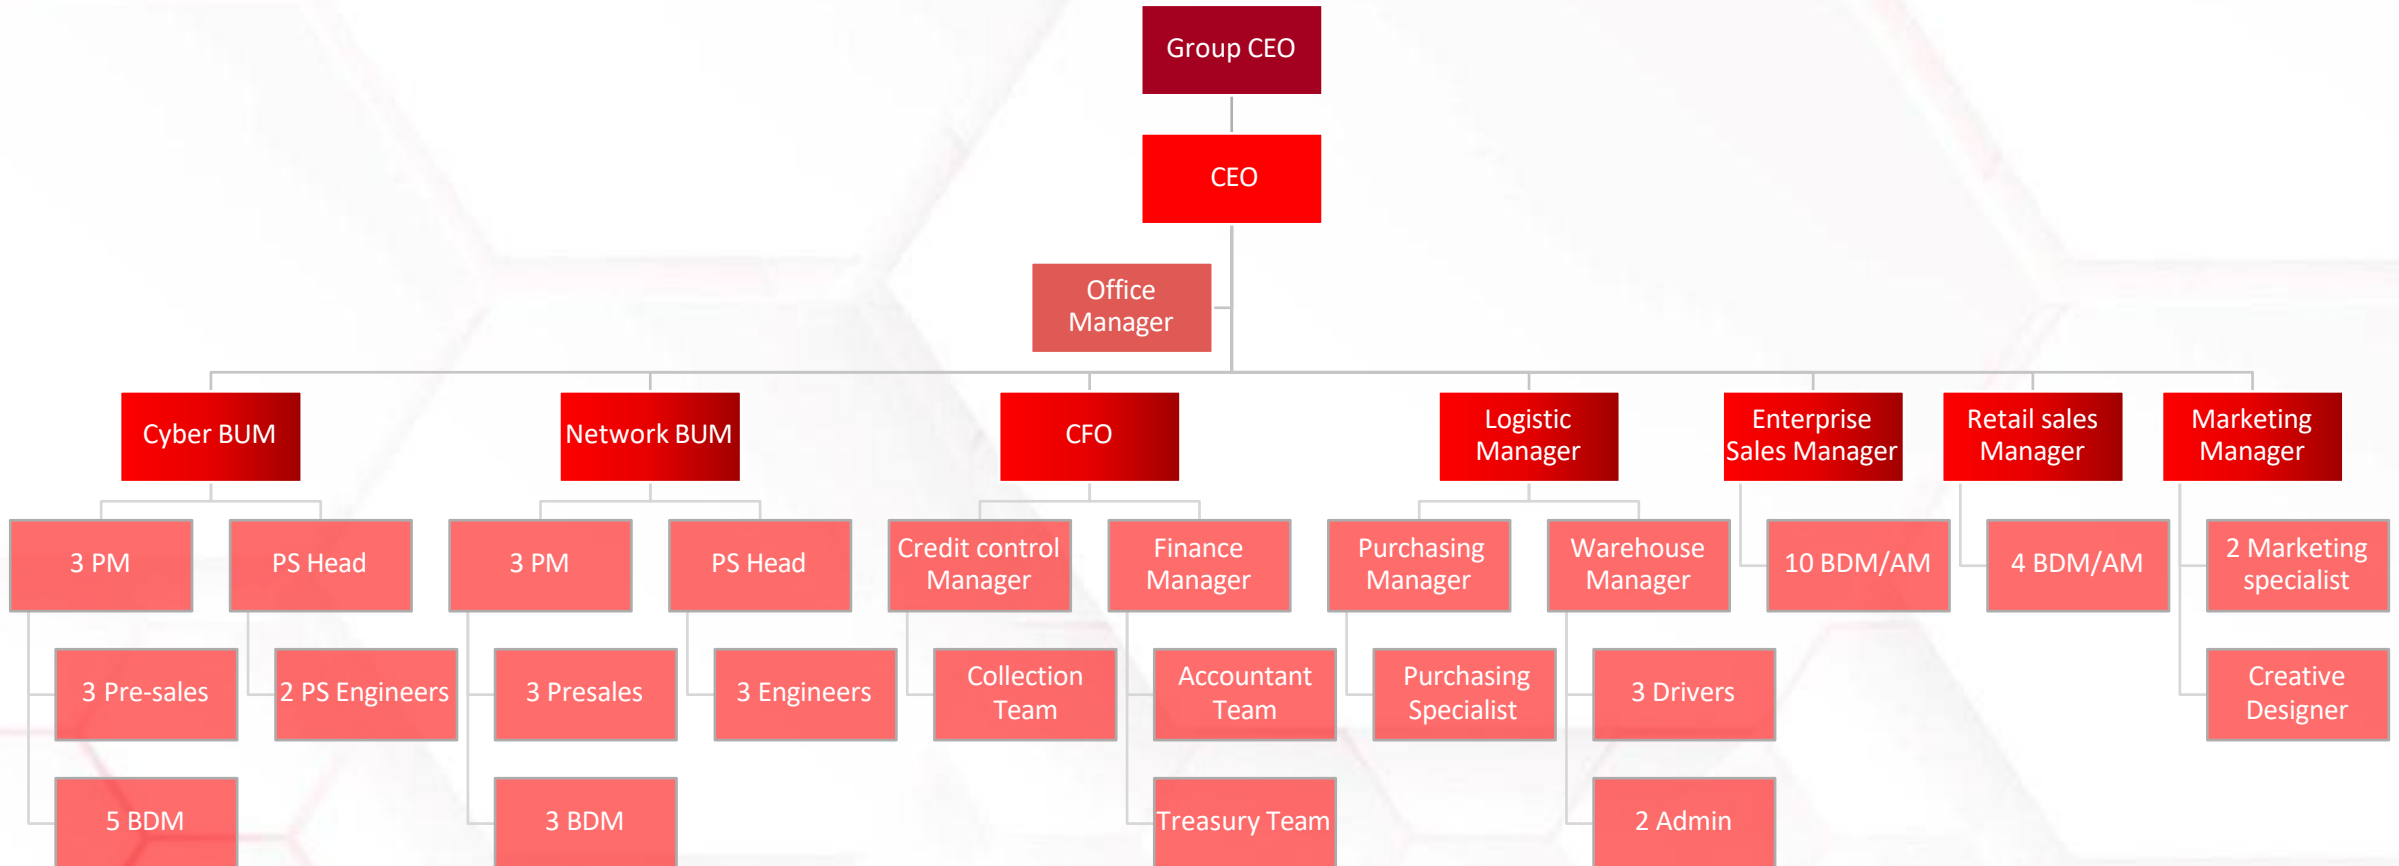 Group CEO
CEO
Office
Manager
Cyber BUM
Network BUM
CFO
Logistic
Manager
Enterprise
Sales Manager
Retail sales
Manager
Marketing
Manager
3 PM
PS Head
3 PM
PS Head
Credit control
Manager
Finance
Manager
Purchasing
Manager
Warehouse
Manager
10 BDM/AM
4 BDM/AM
2 Marketing
specialist
3 Pre-sales
2 PS Engineers
3 Presales
3 Engineers
Collection
Team
Accountant
Team
Purchasing
Specialist
3 Drivers
Creative
Designer
5 BDM
3 BDM
Treasury Team
2 Admin